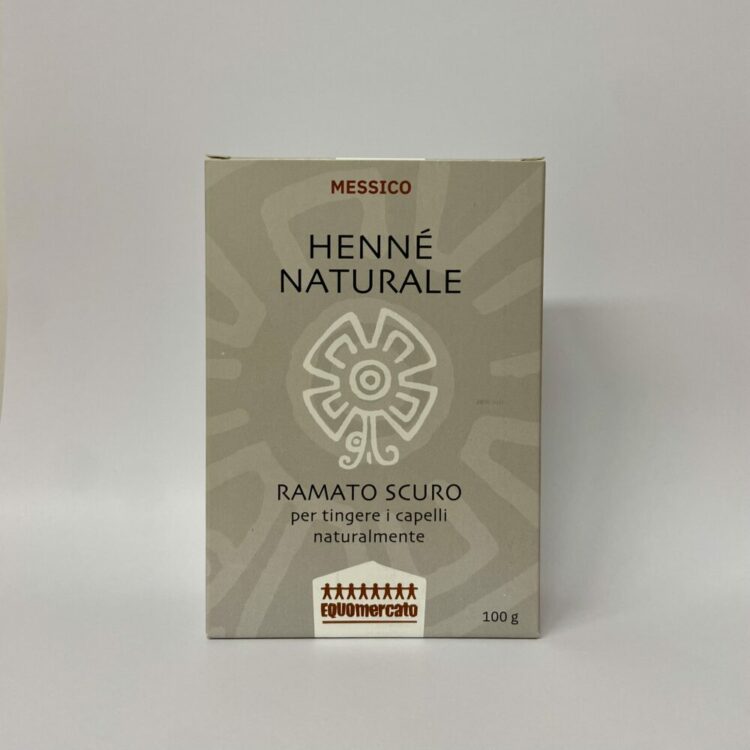 MESSICO
HENNÉ
NATURALE
RAMATO SCURO
per tingere i capelli
naturalmente
EQUOmercato
100 g